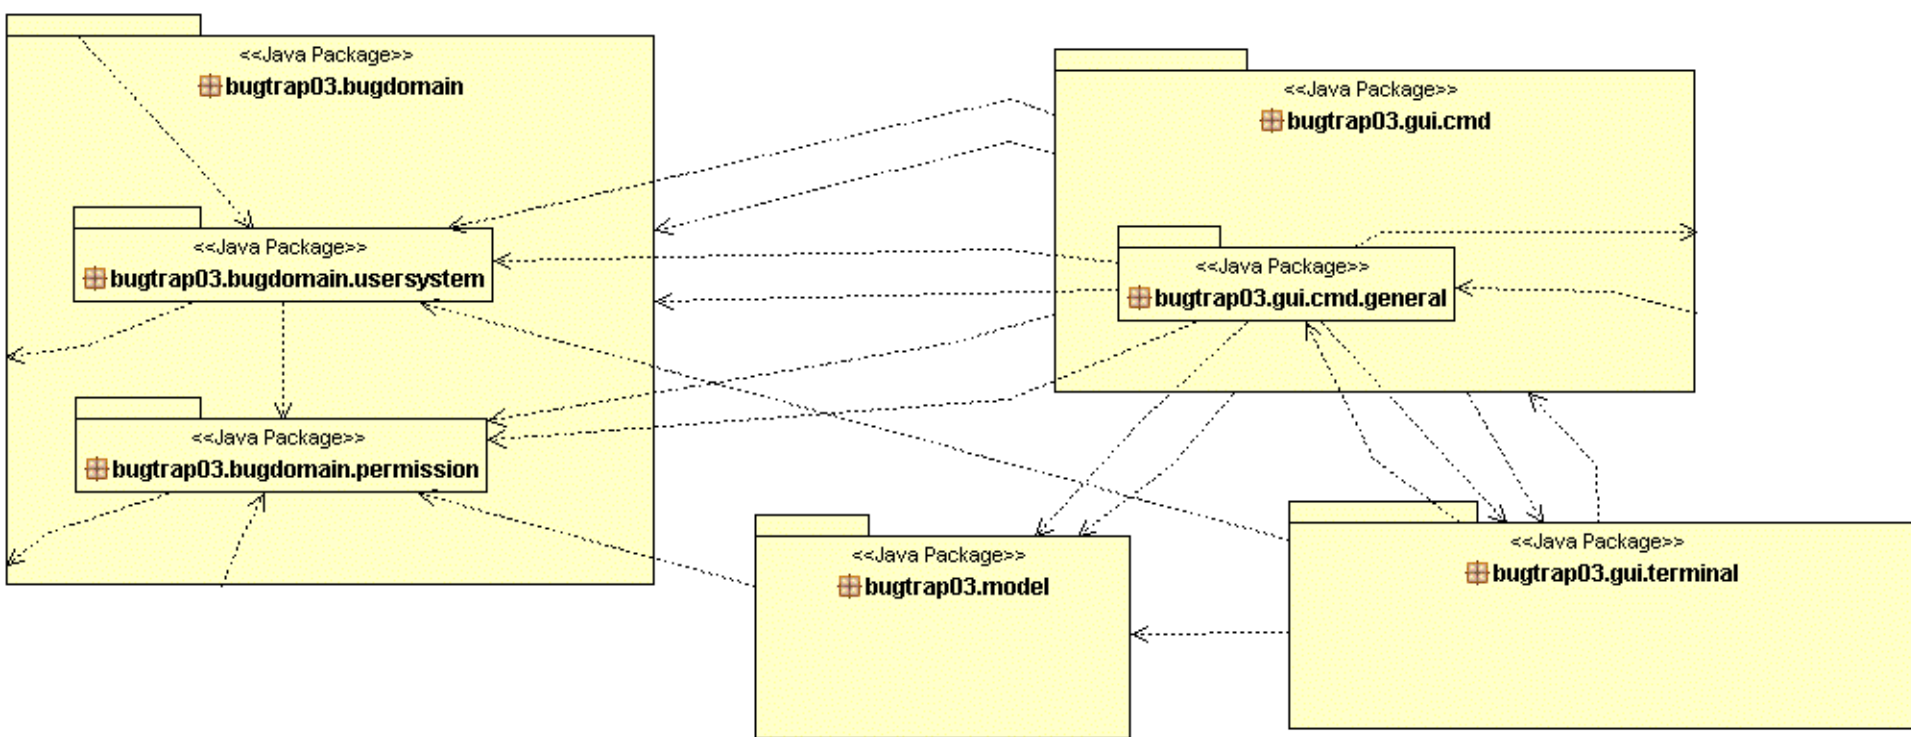 <<Java Package>>
bugtrap03.bugdomain
<<Java Package>>
bugtrap03.bugdomain.usersystem
<<Java Package>>
bugtrap03.bugdomain.permission
<<Java Package>>
bugtrap03.gui.cmd
<<Java Package>>
bugtrap03.gui.cmd.general
<<Java Package>>
bugtrap03.model
<<Java Package>>
bugtrap03.gui.terminal